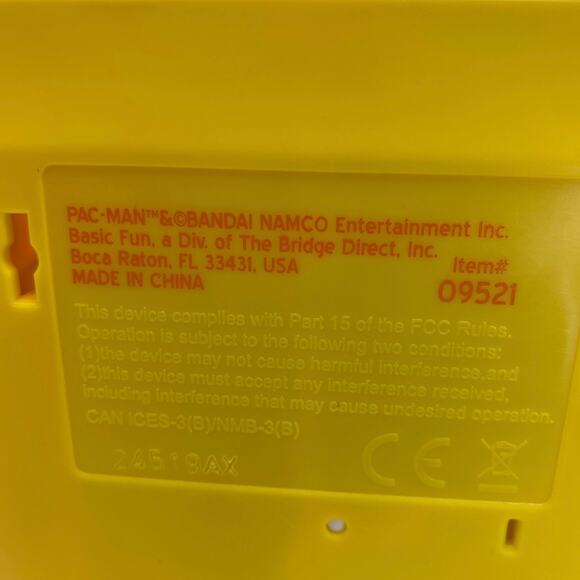 PAC-MAN™&©BANDAI NAMCO Entertainment Inc.
Basic Fun, a Div. of The Bridge Direct, Inc.
Boca Raton, FL 33431, USA
MADE IN CHINA
Item#
09521
This device complies with Part 15 of the FCC Rules.
Operation is subject to the following two conditions:
(1)the device may not cause harmful interference,and
(2)this device must accept any interference received,
including interference that may cause undesired operation.
CAN ICES-3(B)/NMB-3(B)
24519AX
CE